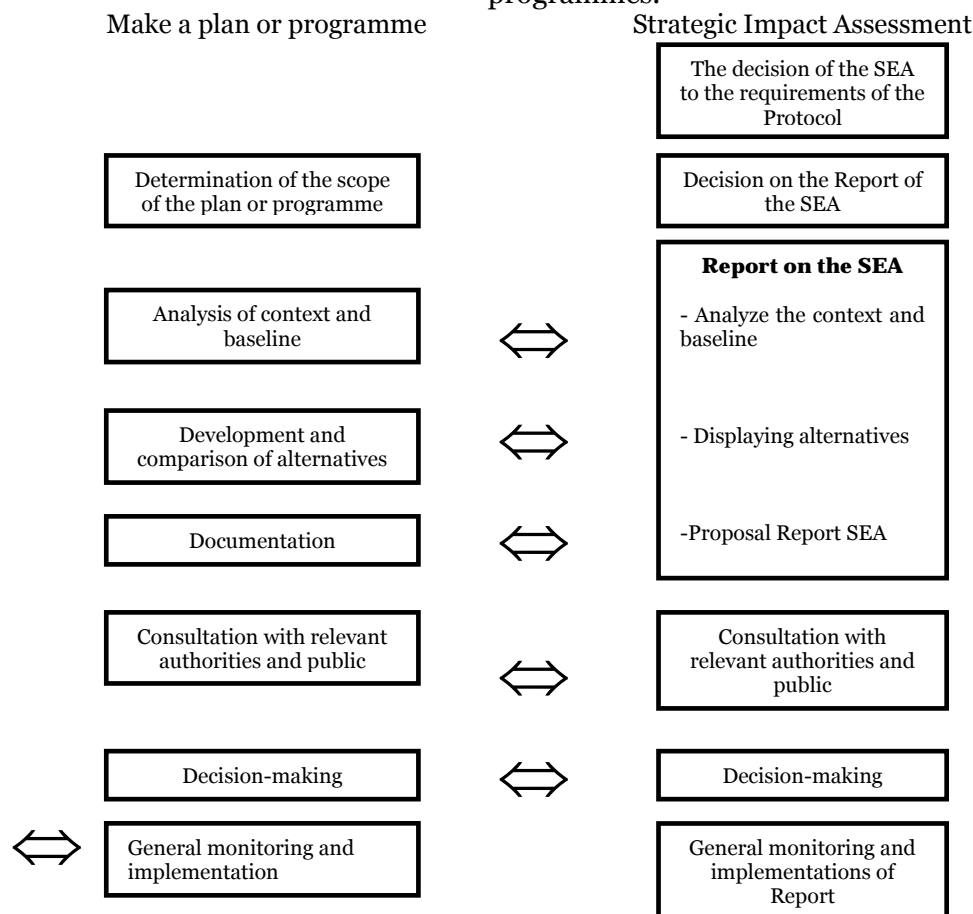 programmes.
Make a plan or programme
Strategic Impact Assessment
The decision of the SEA
to the requirements of the
Protocol
Determination of the scope
of the plan or programme
Decision on the Report of
the SEA
Report on the SEA
Analysis of context and
baseline
- Analyze the context and
baseline
Development and
comparison of alternatives
- Displaying alternatives
Documentation
-Proposal Report SEA
Consultation with relevant
authorities and public
Consultation with
relevant authorities and
public
Decision-making
Decision-making
General monitoring and
implementation
General monitoring and
implementations of
Report